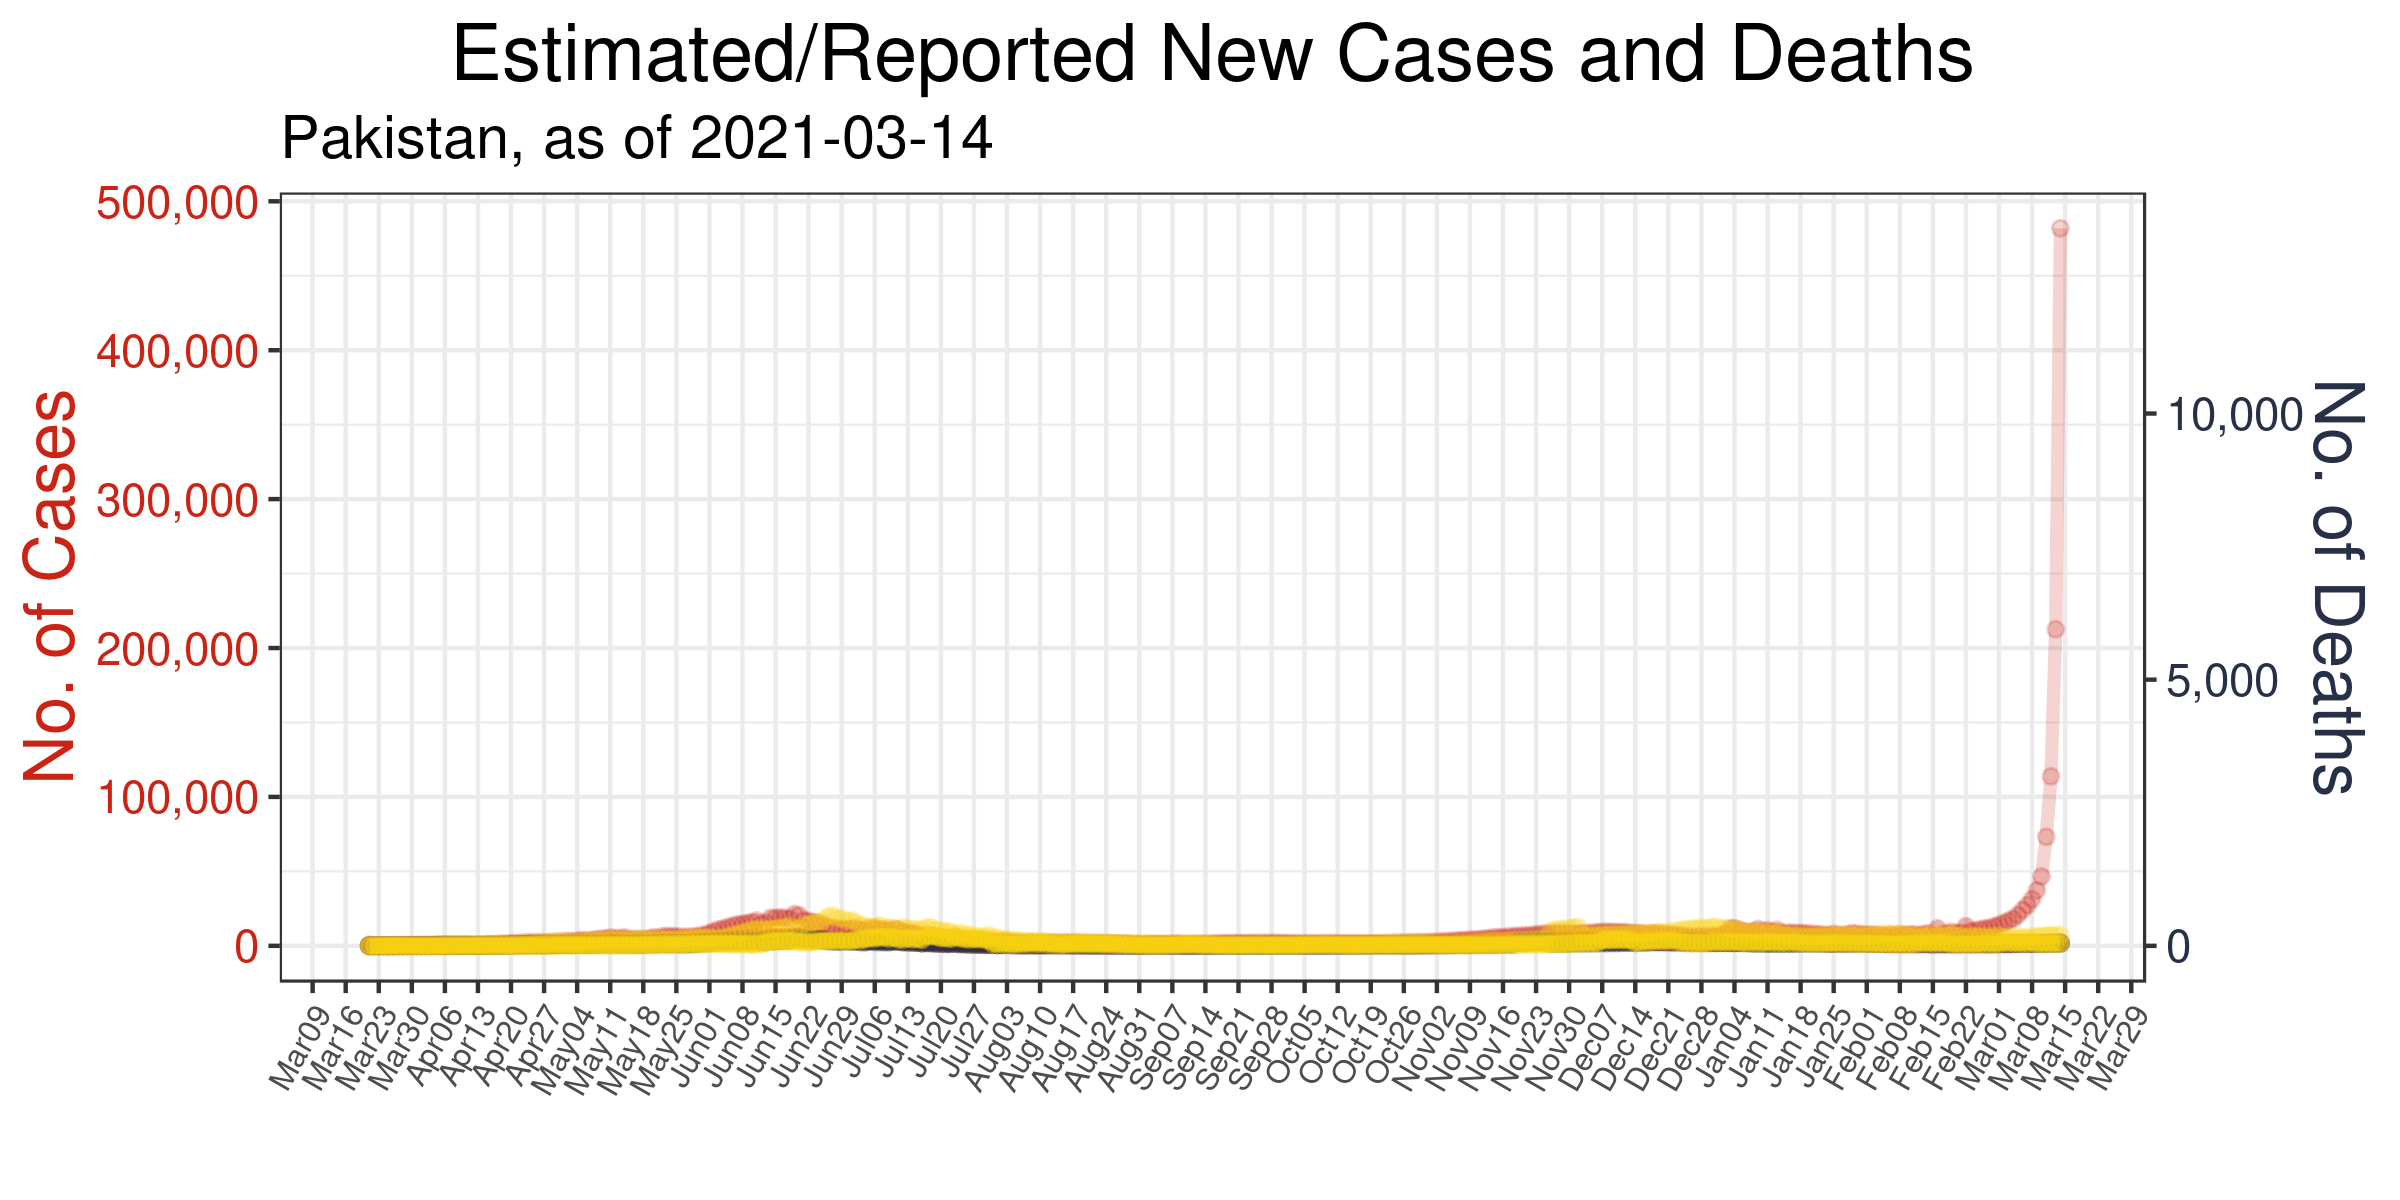 Estimated/Reported New Cases and Deaths
Pakistan, as of 2021-03-14
No. of Cases
500,000
400,000
300,000
200,000
100,000
0
10,000
5,000
0
No. of Deaths
Mar09 Mar16 Mar23 Mar30 Apr06 Apr13 Apr20 Apr27 May04 May11 May18 May25 Jun01 Jun08 Jun15 Jun22 Jun29 Jul06 Jul13 Jul20 Jul27 Aug03 Aug10 Aug17 Aug24 Aug31 Sep07 Sep14 Sep21 Sep28 Oct05 Oct12 Oct19 Oct26 Nov02 Nov09 Nov16 Nov23 Nov30 Dec07 Dec14 Dec21 Dec28 Jan04 Jan11 Jan18 Jan25 Feb01 Feb08 Feb15 Feb22 Mar01 Mar08 Mar15 Mar22 Mar29